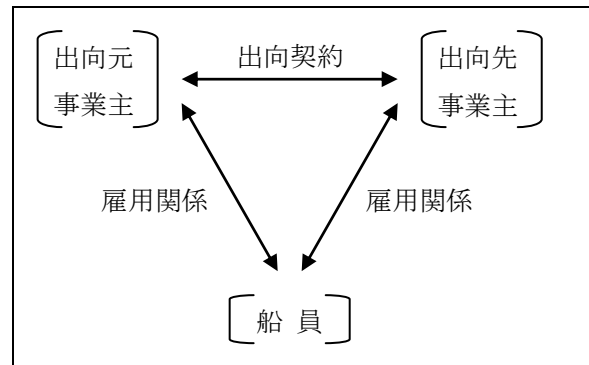 出向元
事業主
出向契約
出向先
事業主
雇用関係
雇用関係
船員